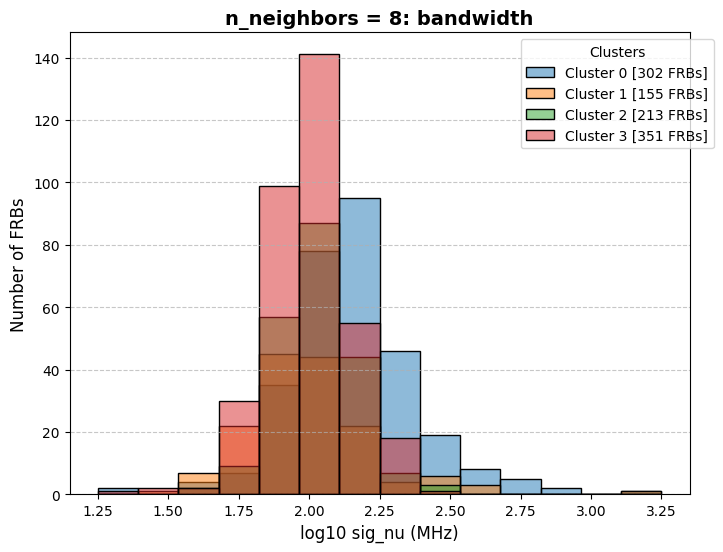 n_neighbors = 8: bandwidth
Clusters
Cluster 0 [302 FRBs]
Cluster 1 [155 FRBs]
Cluster 2 [213 FRBs]
Cluster 3 [351 FRBs]
Number of FRBs
140
120
100
80
60
40
20
0
1.25 1.50 1.75 2.00 2.25 2.50 2.75 3.00 3.25
log10 sig_nu (MHz)